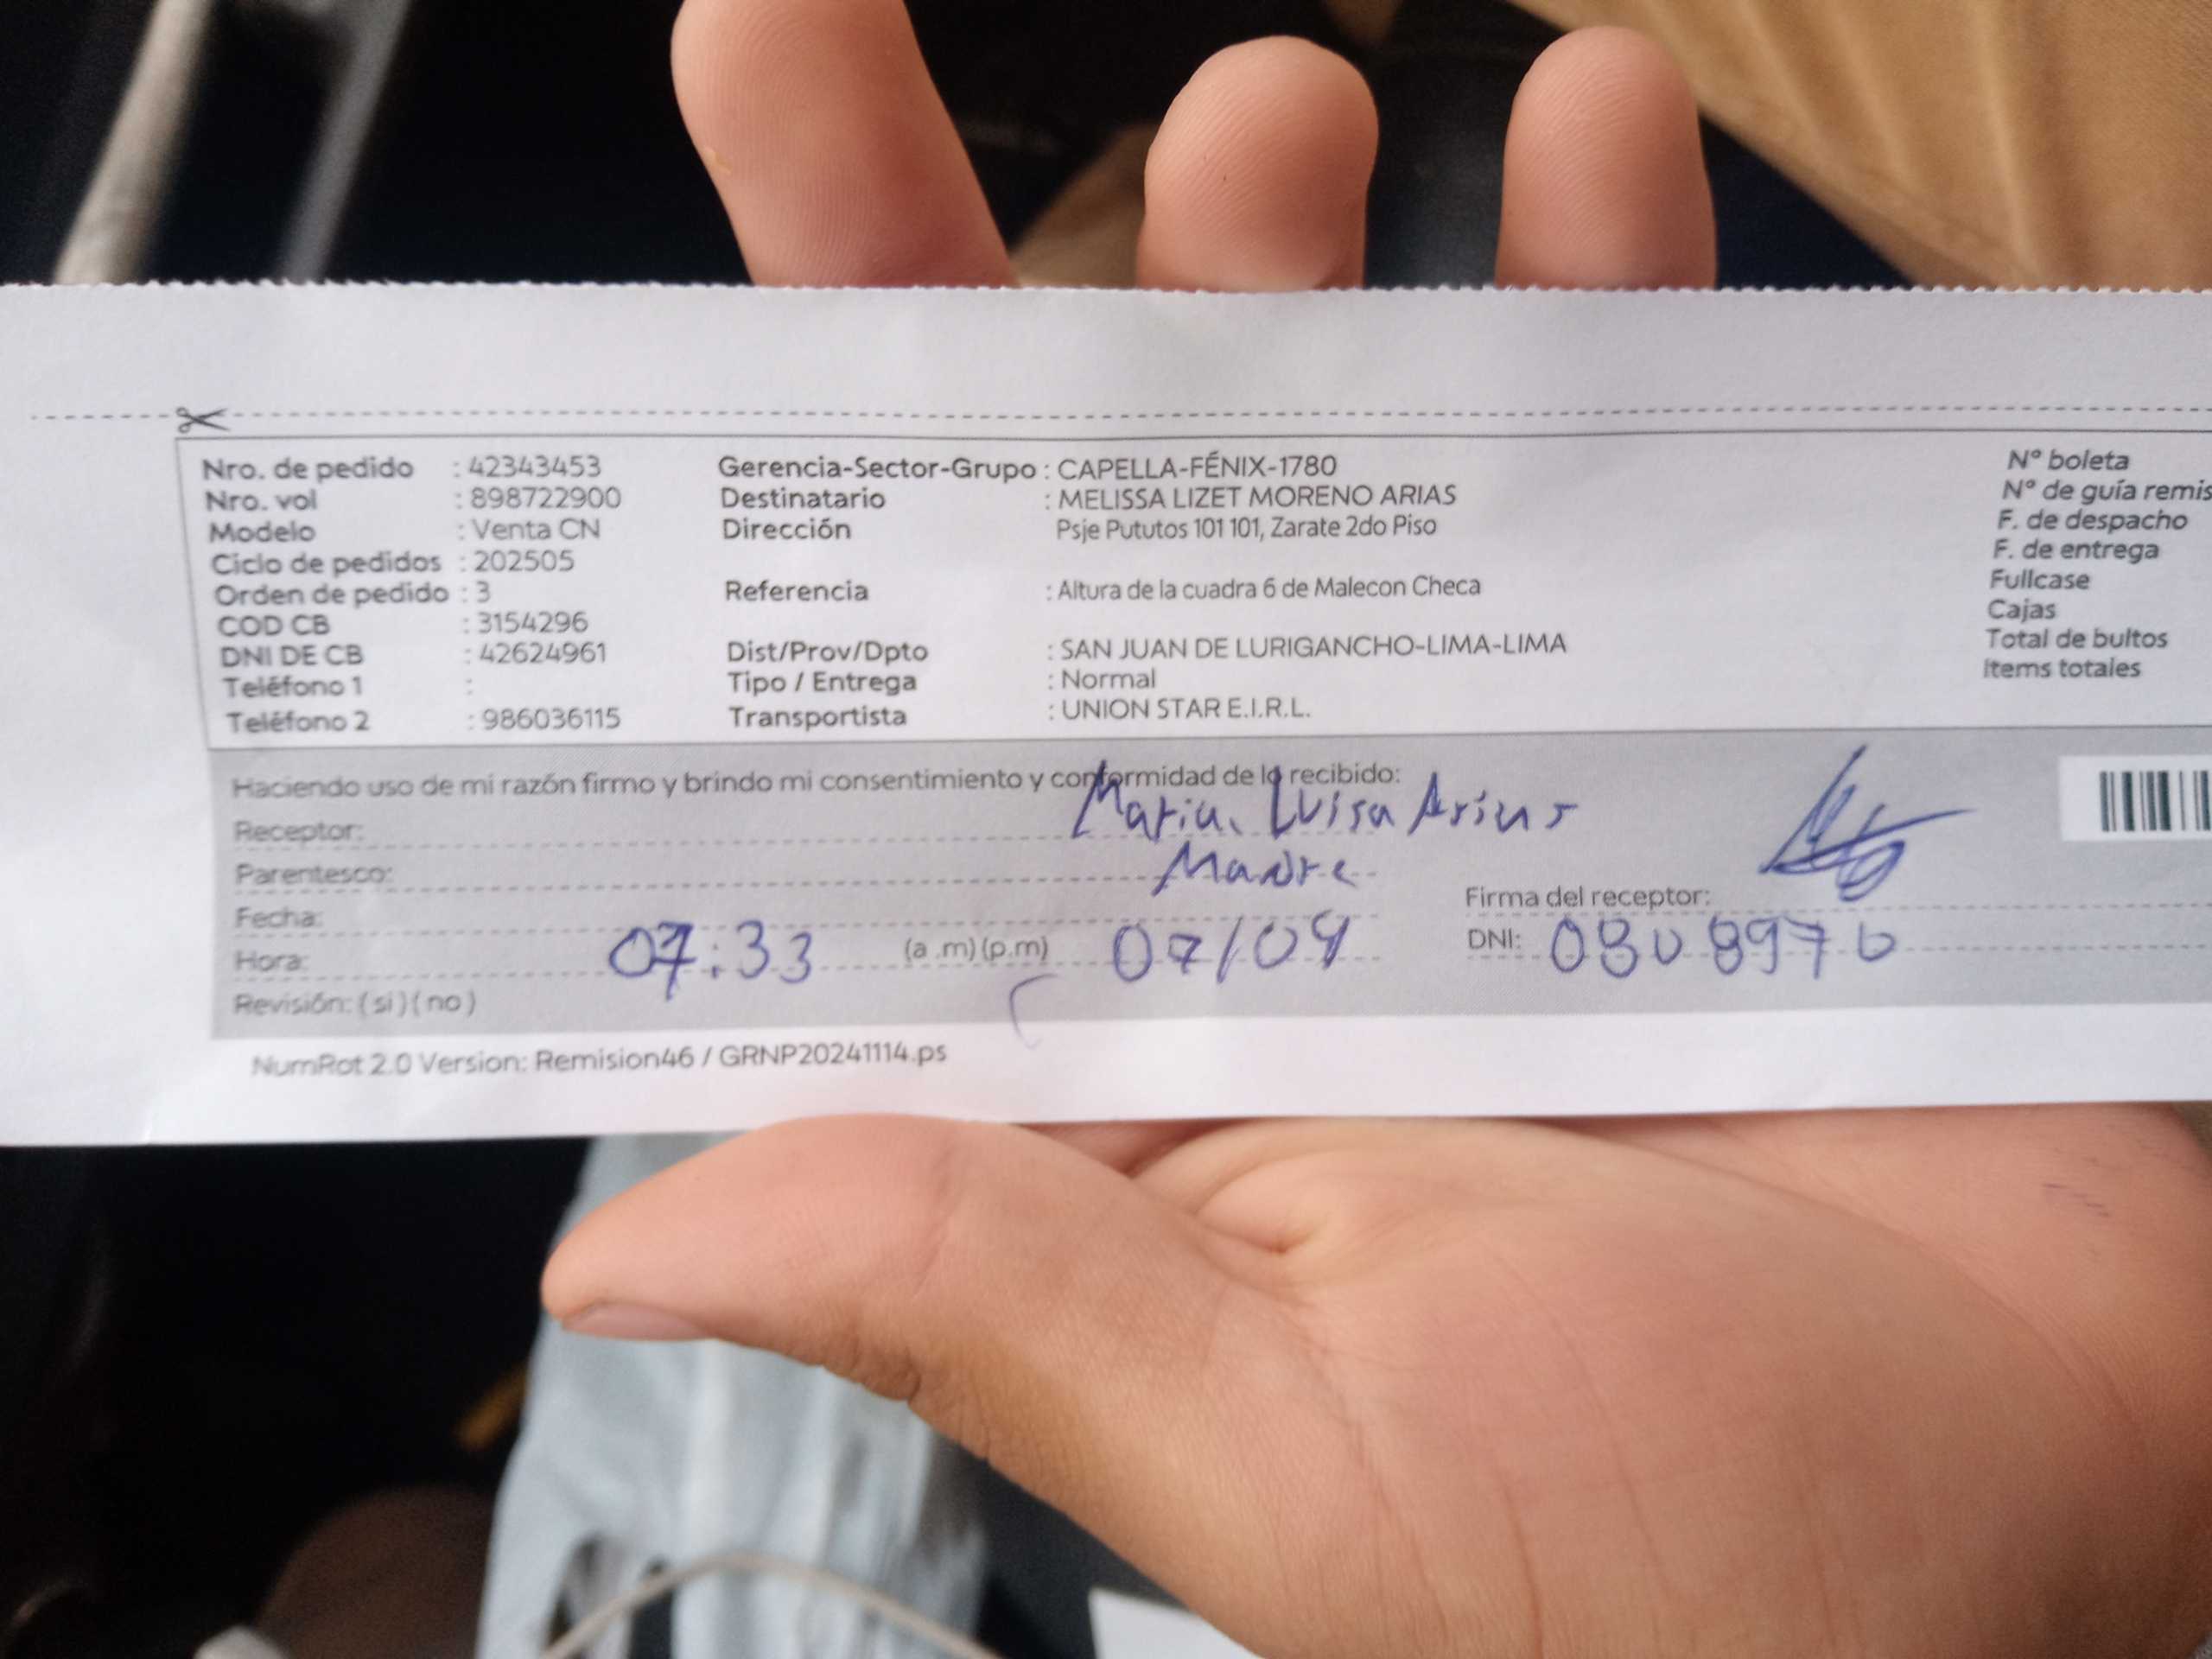 Nro. de pedido : 42343453 Gerencia-Sector-Grupo : CAPELLA-FÉNIX-1780 N° boleta
Nro. vol : 898722900 Destinatario : MELISSA LIZET MORENO ARIAS N° de guía remis
Modelo : Venta CN Dirección Psje Pututos 101 101, Zarate 2do Piso F. de despacho
Ciclo de pedidos : 202505 F. de entrega
Orden de pedido : 3 Referencia : Altura de la cuadra 6 de Malecon Checa Fullcase
COD CB : 3154296 Cajas
DNI DE CB : 42624961 Dist/Prov/Dpto : SAN JUAN DE LURIGANCHO-LIMA-LIMA Total de bultos
Teléfono 1 : Tipo / Entrega : Normal Items totales
Teléfono 2 : 986036115 Transportista : UNION STAR E.I.R.L.
Haciendo uso de mi razón firmo y brindo mi consentimiento y conformidad de lo recibido:
Receptor: Maria Luisa Arias
Parentesco: Madre
Fecha: Firma del receptor:
Hora: 07:33 (a .m) (p.m) 07/04 DNI:
Revisión: ( si ) ( no )
NumRot 2.0 Version: Remision46 / GRNP20241114.ps